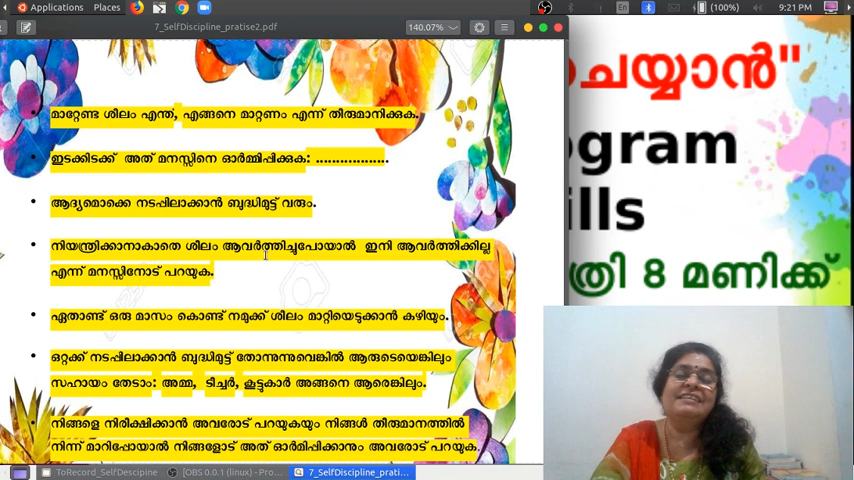 Applications Places (100%) En 9:21 PM
7_SelfDiscipline_pratise2.pdf 140.07%
മാറ്റേണ്ട ശീലം എന്ത്, എങ്ങനെ മാറ്റണം എന്ന് തീരുമാനിക്കുക.
ഇടക്കിടക്ക് അത് മനസ്സിനെ ഓർമ്മിപ്പിക്കുക: ..................
ആദ്യമൊക്കെ നടപ്പിലാക്കാൻ ബുദ്ധിമുട്ട് വരും.
നിയന്ത്രിക്കാനാകാതെ ശീലം ആവർത്തിച്ചുപോയാൽ ഇനി ആവർത്തിക്കില്ല
എന്ന് മനസ്സിനോട് പറയുക.
ഏതാണ്ട് ഒരു മാസം കൊണ്ട് നമുക്ക് ശീലം മാറ്റിയെടുക്കാൻ കഴിയും.
ഒറ്റക്ക് നടപ്പിലാക്കാൻ ബുദ്ധിമുട്ട് തോന്നുന്നുവെങ്കിൽ ആരുടെയെങ്കിലും
സഹായം തേടാം: അമ്മ, ടീച്ചർ, കൂട്ടുകാർ അങ്ങനെ ആരെങ്കിലും.
നിങ്ങളെ നിരീക്ഷിക്കാൻ അവരോട് പറയുകയും നിങ്ങൾ തീരുമാനത്തിൽ
നിന്ന് മാറിപ്പോയാൽ നിങ്ങളോട് അത് ഓർമിപ്പിക്കാനും അവരോട് പറയുക.
ചെയ്യാൻ"
ogram
ills
ത്രി 8 മണിക്ക്
ToRecord_SelfDescipine [OBS 0.0.1 (linux) - Pro... 7_SelfDiscipline_prati...